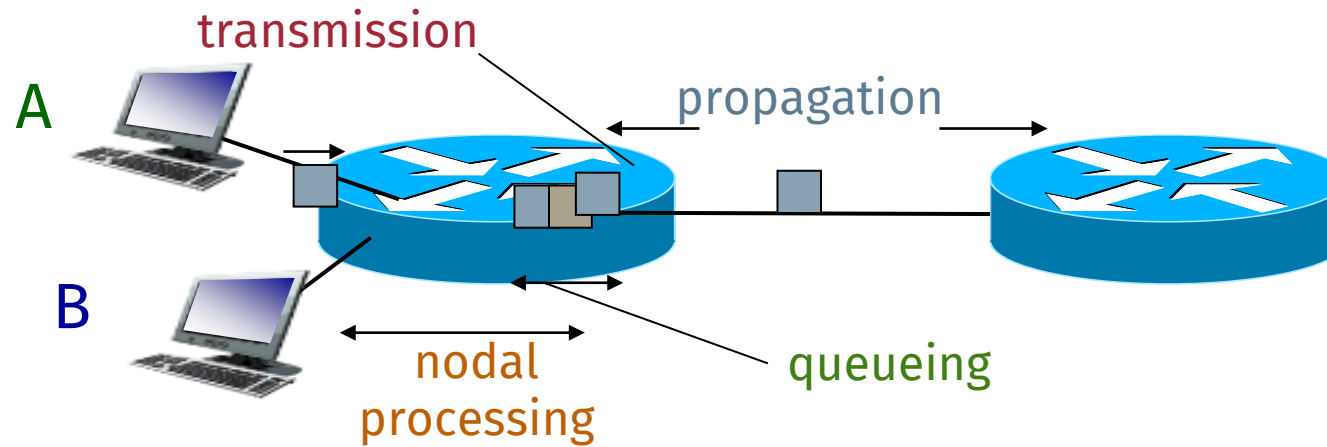 transmission
A
propagation
B
nodal
processing
queueing